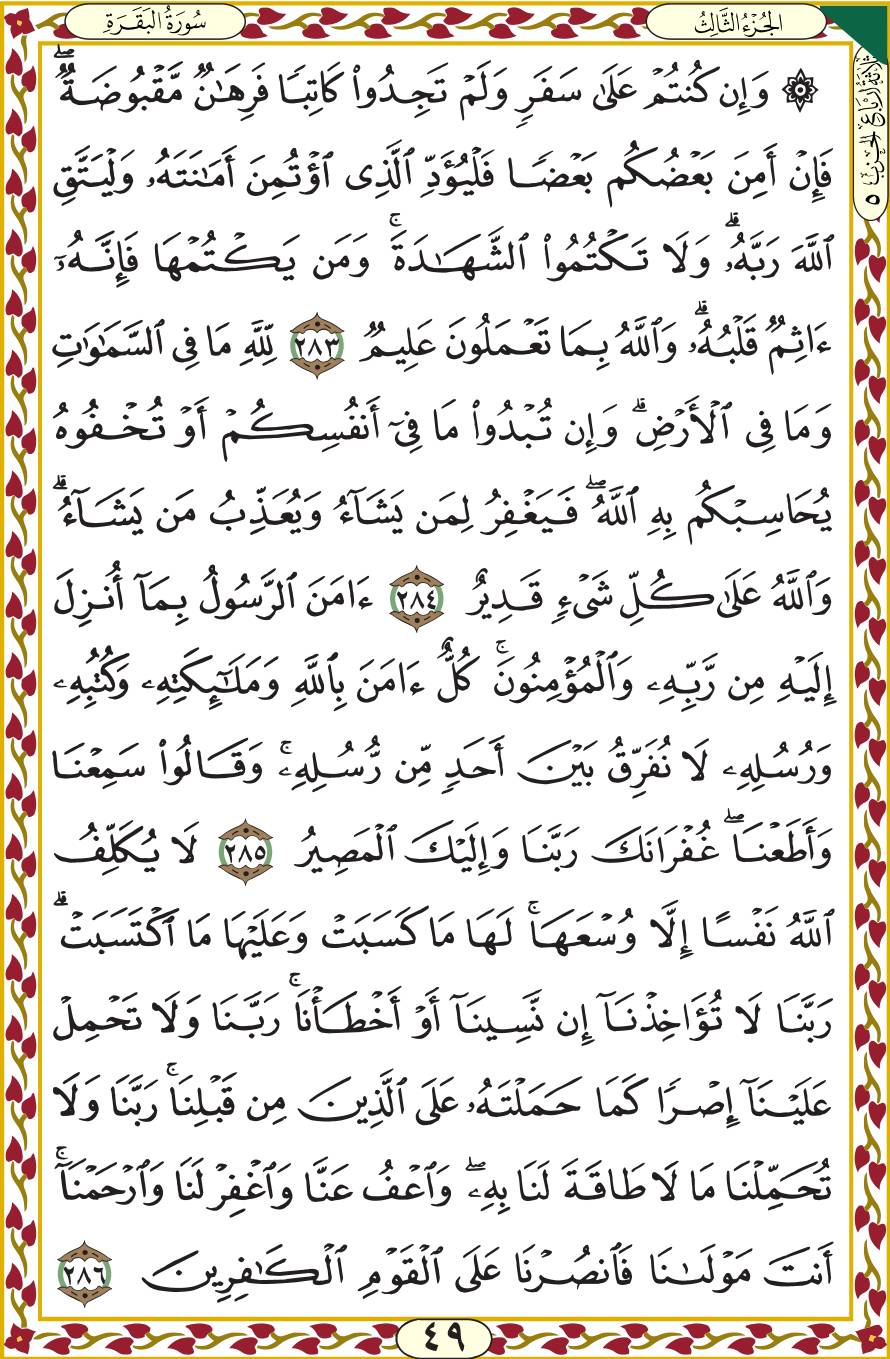 سُورَةُ البَقَرَةِ
الجُزْءُ الثَّالِثُ
ثلاثة أرباع الحزب ٥
۞ وَإِن كُنتُمْ عَلَىٰ سَفَرٍ وَلَمْ تَجِدُوا۟ كَاتِبًا فَرِهَـٰنٌ مَّقْبُوضَةٌ ۖ
فَإِنْ أَمِنَ بَعْضُكُم بَعْضًا فَلْيُؤَدِّ ٱلَّذِى ٱؤْتُمِنَ أَمَـٰنَتَهُۥ وَلْيَتَّقِ
ٱللَّهَ رَبَّهُۥ ۗ وَلَا تَكْتُمُوا۟ ٱلشَّهَـٰدَةَ ۚ وَمَن يَكْتُمْهَا فَإِنَّهُۥٓ
ءَاثِمٌ قَلْبُهُۥ ۗ وَٱللَّهُ بِمَا تَعْمَلُونَ عَلِيمٌ ٢٨٣ لِّلَّهِ مَا فِى ٱلسَّمَـٰوَٰتِ
وَمَا فِى ٱلْأَرْضِ ۗ وَإِن تُبْدُوا۟ مَا فِىٓ أَنفُسِكُمْ أَوْ تُخْفُوهُ
يُحَاسِبْكُم بِهِ ٱللَّهُ ۖ فَيَغْفِرُ لِمَن يَشَآءُ وَيُعَذِّبُ مَن يَشَآءُ ۗ
وَٱللَّهُ عَلَىٰ كُلِّ شَىْءٍ قَدِيرٌ ٢٨٤ ءَامَنَ ٱلرَّسُولُ بِمَآ أُنزِلَ
إِلَيْهِ مِن رَّبِّهِۦ وَٱلْمُؤْمِنُونَ ۚ كُلٌّ ءَامَنَ بِٱللَّهِ وَمَلَـٰٓئِكَتِهِۦ وَكُتُبِهِۦ
وَرُسُلِهِۦ لَا نُفَرِّقُ بَيْنَ أَحَدٍ مِّن رُّسُلِهِۦ ۚ وَقَالُوا۟ سَمِعْنَا
وَأَطَعْنَا ۖ غُفْرَانَكَ رَبَّنَا وَإِلَيْكَ ٱلْمَصِيرُ ٢٨٥ لَا يُكَلِّفُ
ٱللَّهُ نَفْسًا إِلَّا وُسْعَهَا ۚ لَهَا مَا كَسَبَتْ وَعَلَيْهَا مَا ٱكْتَسَبَتْ ۗ
رَبَّنَا لَا تُؤَاخِذْنَآ إِن نَّسِينَآ أَوْ أَخْطَأْنَا ۚ رَبَّنَا وَلَا تَحْمِلْ
عَلَيْنَآ إِصْرًا كَمَا حَمَلْتَهُۥ عَلَى ٱلَّذِينَ مِن قَبْلِنَا ۚ رَبَّنَا وَلَا
تُحَمِّلْنَا مَا لَا طَاقَةَ لَنَا بِهِۦ ۖ وَٱعْفُ عَنَّا وَٱغْفِرْ لَنَا وَٱرْحَمْنَآ ۚ
أَنتَ مَوْلَىٰنَا فَٱنصُرْنَا عَلَى ٱلْقَوْمِ ٱلْكَـٰفِرِينَ ٢٨٦
٤٩